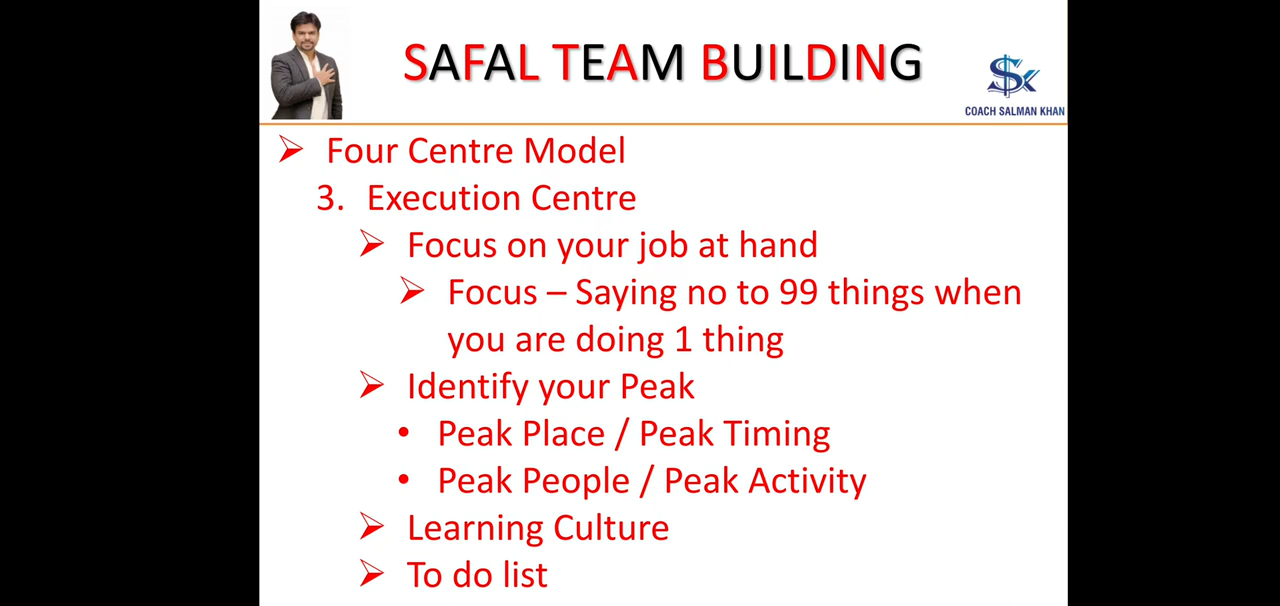 SAFAL TEAM BUILDING
COACH SALMAN KHAN
➢ Four Centre Model
3. Execution Centre
➢ Focus on your job at hand
➢ Focus – Saying no to 99 things when
you are doing 1 thing
➢ Identify your Peak
• Peak Place / Peak Timing
• Peak People / Peak Activity
➢ Learning Culture
➢ To do list